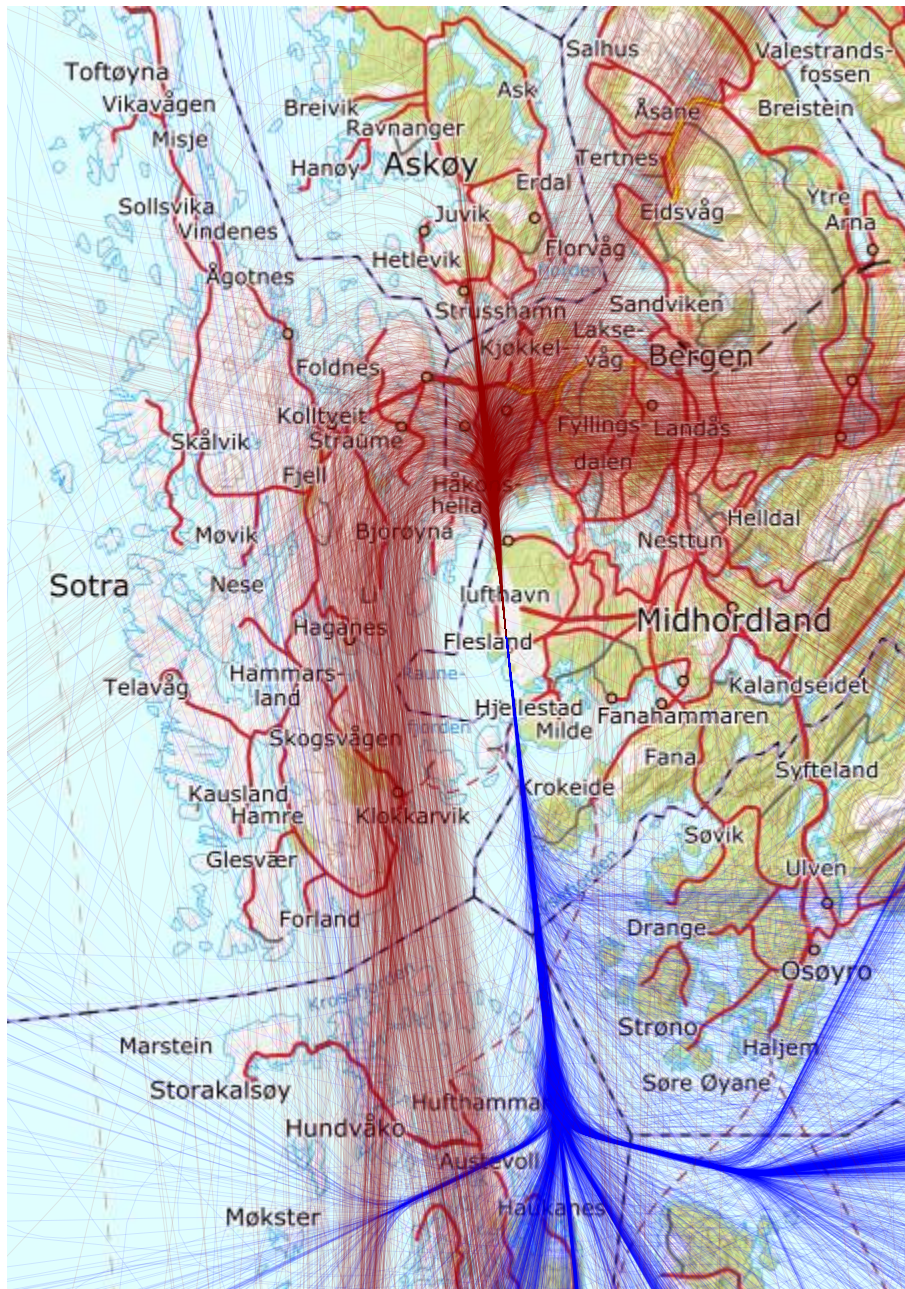 Salhus
Valestrands-
fossen
Toftøyna
Vikavågen
Misje
Breivik
Ask
Åsane
Breistein
Ravnanger
Askøy
Hanøy
Tertnes
Erdal
Ytre
Arna
Sollsvika
Vindenes
Juvik
Eidsvåg
Florvåg
Hetlevik
Ågotnes
Strusshamn
Sandviken
Kjøkkel-
Lakse-
våg
Bergen
Foldnes
Kolltveit
Straume
Skålvik
Fyllings-
dalen
Landås
Fjell
Håkons-
hella
Bjorøyna
Helldal
Møvik
Nesttun
Nese
Sotra
lufthavn
Flesland
Midhordland
Haganes
Telavåg
Hammars-
land
Raune-
fjorden
Kalandseidet
Hjellestad
Milde
Fanahammaren
Skogsvågen
Fana
Syfteland
Kausland
Hamre
Klokkarvik
Krokeide
Søvik
Glesvær
Ulven
Forland
Drange
Osøyro
Krossfjorden
Strøno
Haljem
Marstein
Storakalsøy
Søre Øyane
Hufthammar
Hundvåko
Austevoll
Møkster
Haukanes